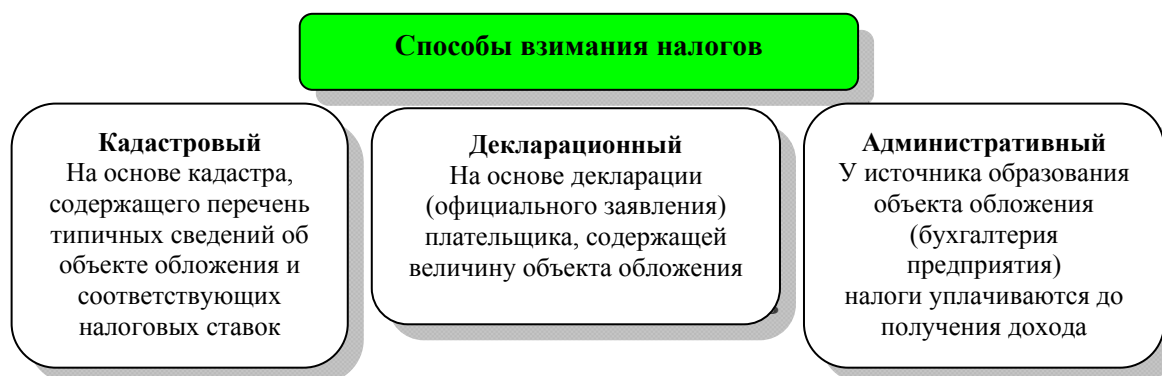 Способы взимания налогов
Кадастровый
На основе кадастра,
содержащего перечень
типичных сведений об
объекте обложения и
соответствующих
налоговых ставок
Декларационный
На основе декларации
(официального заявления)
плательщика, содержащей
величину объекта обложения
Административный
У источника образования
объекта обложения
(бухгалтерия
предприятия)
налоги уплачиваются до
получения дохода